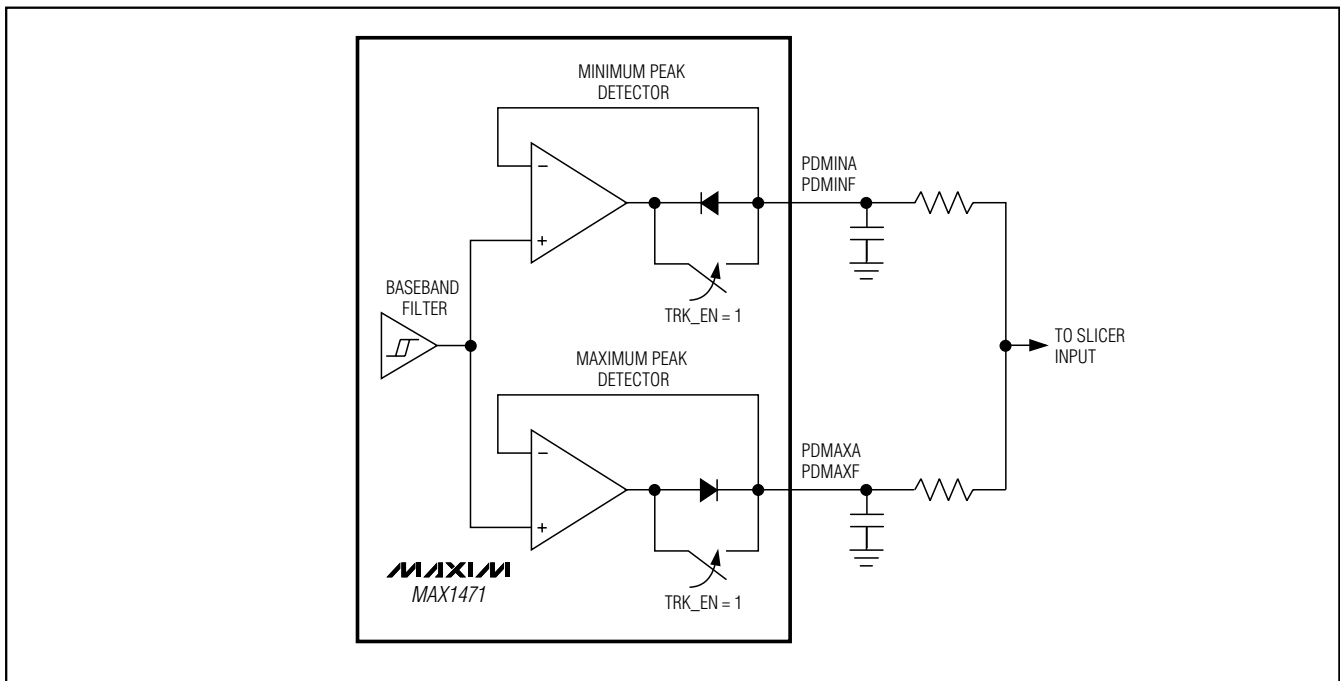 MINIMUM PEAK
DETECTOR
PDMINA
PDMINF
−
+
TRK_EN = 1
BASEBAND
FILTER
TO SLICER
INPUT
MAXIMUM PEAK
DETECTOR
PDMAXA
PDMAXF
−
+
TRK_EN = 1
MAXIM
MAX1471